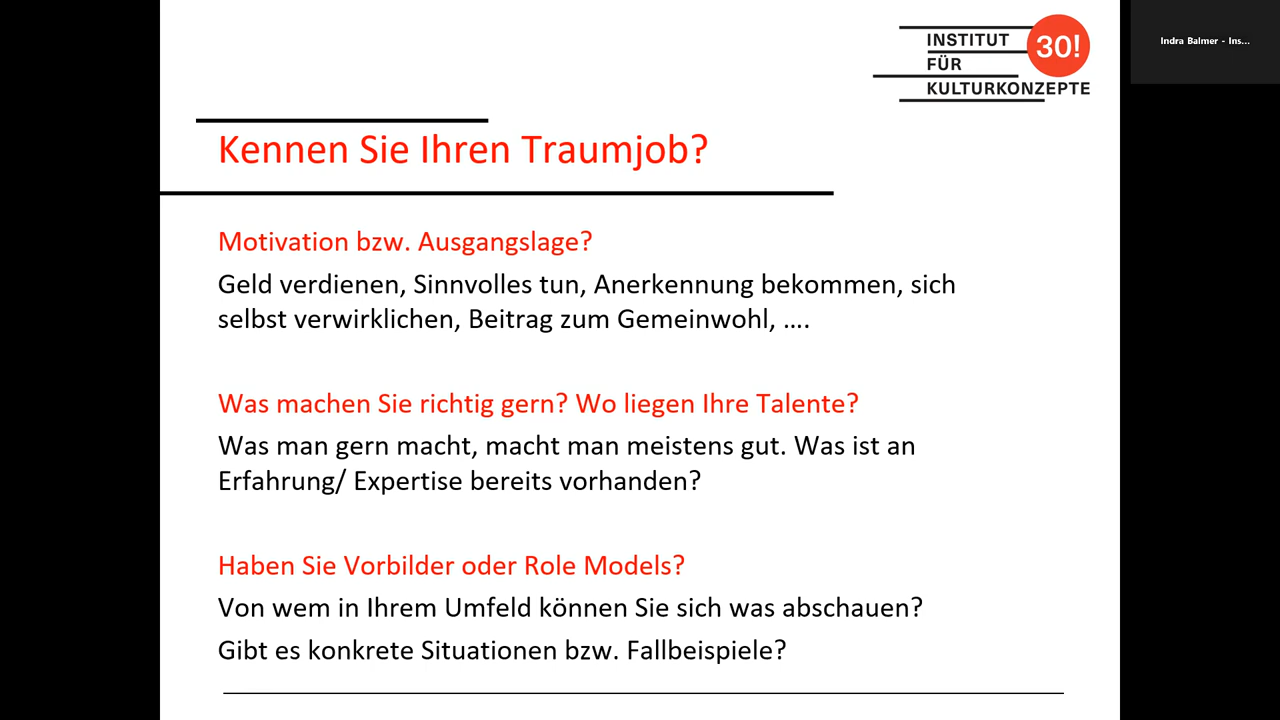 INSTITUT
FÜR
KULTURKONZEPTE
30!
Indra Balmer - Ins...
Kennen Sie Ihren Traumjob?
Motivation bzw. Ausgangslage?
Geld verdienen, Sinnvolles tun, Anerkennung bekommen, sich
selbst verwirklichen, Beitrag zum Gemeinwohl, ....
Was machen Sie richtig gern? Wo liegen Ihre Talente?
Was man gern macht, macht man meistens gut. Was ist an
Erfahrung/ Expertise bereits vorhanden?
Haben Sie Vorbilder oder Role Models?
Von wem in Ihrem Umfeld können Sie sich was abschauen?
Gibt es konkrete Situationen bzw. Fallbeispiele?